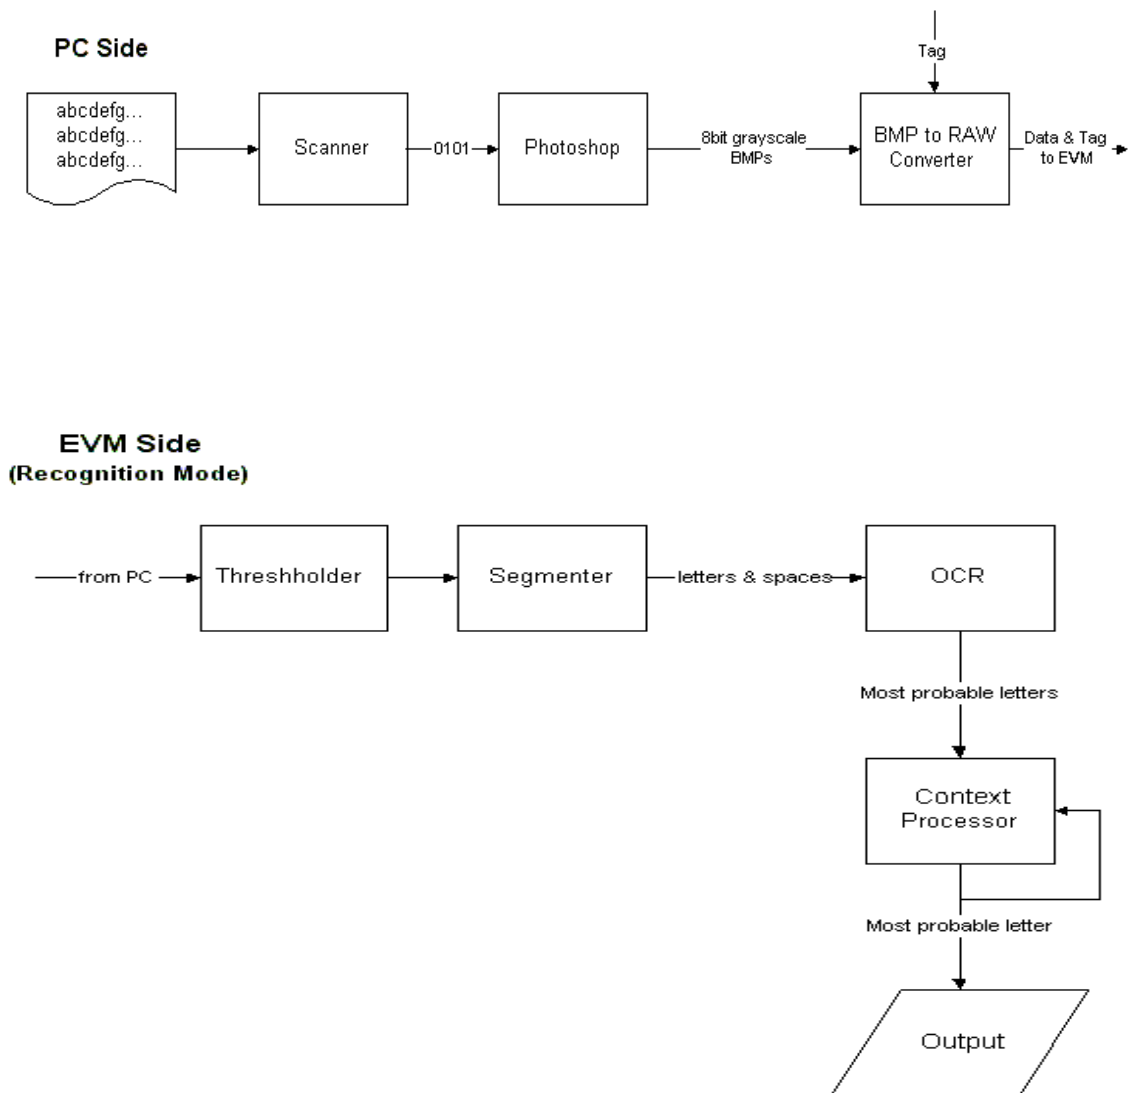 PC Side
Tag
abcdefg...
abcdefg...
abcdefg...
Scanner
0101
Photoshop
8bit grayscale
BMPs
BMP to RAW
Converter
Data & Tag
to EVM
EVM Side
(Recognition Mode)
from PC
Threshholder
Segmenter
letters & spaces
OCR
Most probable letters
Context
Processor
Most probable letter
Output